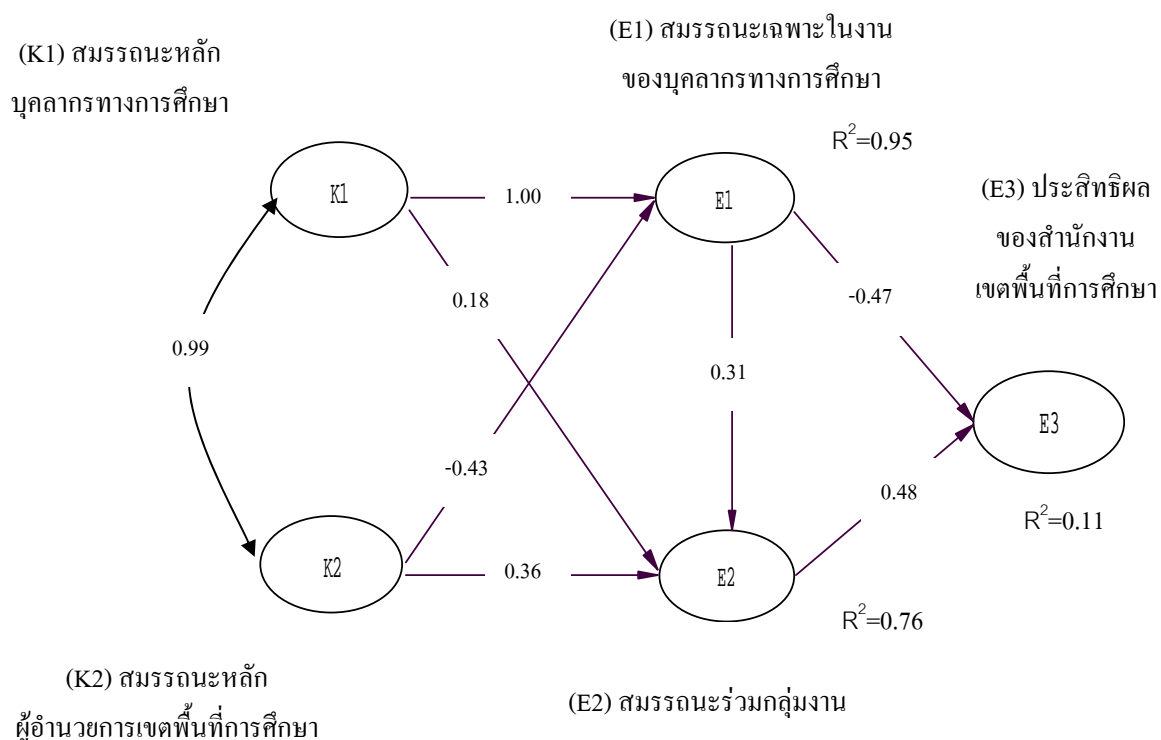 (E1) สมรรถนะเฉพาะในงาน
ของบุคลากรทางการศึกษา
(K1) สมรรถนะหลัก
บุคลากรทางการศึกษา
R²=0.95
(E3) ประสิทธิผล
ของสำนักงาน
เขตพื้นที่การศึกษา
K1
1.00
E1
0.18
-0.47
0.99
0.31
E3
-0.43
0.48
R²=0.11
K2
0.36
E2
R²=0.76
(K2) สมรรถนะหลัก
ผู้อำนวยการเขตพื้นที่การศึกษา
(E2) สมรรถนะร่วมกลุ่มงาน